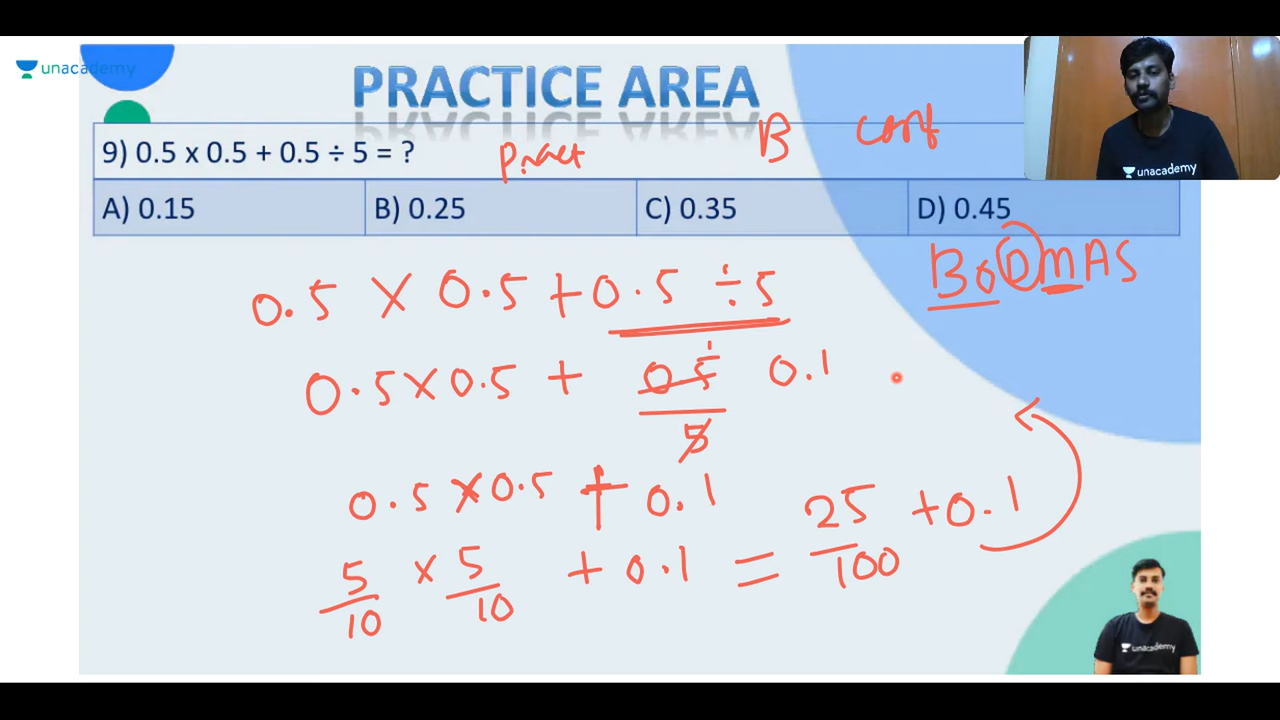 unacademy
PRACTICE AREA
9) 0.5 x 0.5 + 0.5 ÷ 5 = ?
B
A) 0.15 B) 0.25 C) 0.35 D) 0.45
BODMAS
0.5 × 0.5 + 0.5 ÷ 5
0.5 × 0.5 + 0.5/5 0.1
0.5 × 0.5 + 0.1
5/10 × 5/10 + 0.1 = 25/100 + 0.1
unacademy
unacademy